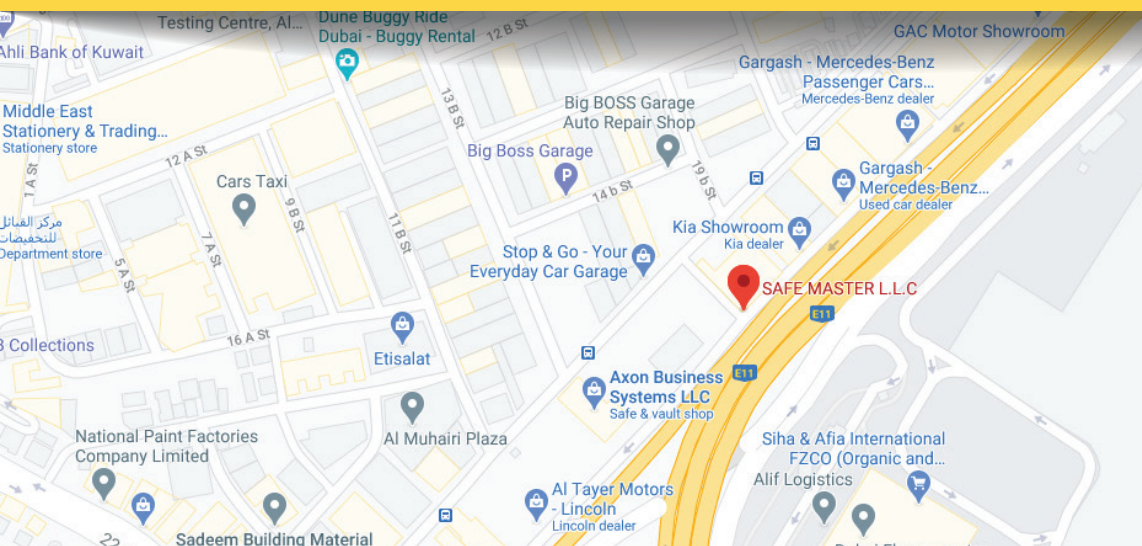 Testing Centre, Al...
Dune Buggy Ride
Dubai - Buggy Rental
12 B St
GAC Motor Showroom
Ahli Bank of Kuwait
Gargash - Mercedes-Benz
Passenger Cars...
Mercedes-Benz dealer
Middle East
Stationery & Trading...
Stationery store
13 B St
Big BOSS Garage
Auto Repair Shop
Big Boss Garage
P
12 A St
1 A St
Cars Taxi
9 B St
14 b St
19 b St
Gargash -
Mercedes-Benz...
Used car dealer
مركز القبائل
للتخفيضات
Department store
7 A St
5 A St
11 B St
Kia Showroom
Kia dealer
Stop & Go - Your
Everyday Car Garage
SAFE MASTER L.L.C
E11
16 A St
Collections
Etisalat
E11
Axon Business
Systems LLC
Safe & vault shop
Al Muhairi Plaza
National Paint Factories
Company Limited
Siha & Afia International
FZCO (Organic and...
Alif Logistics
Al Tayer Motors
- Lincoln
Lincoln dealer
Sadeem Building Material